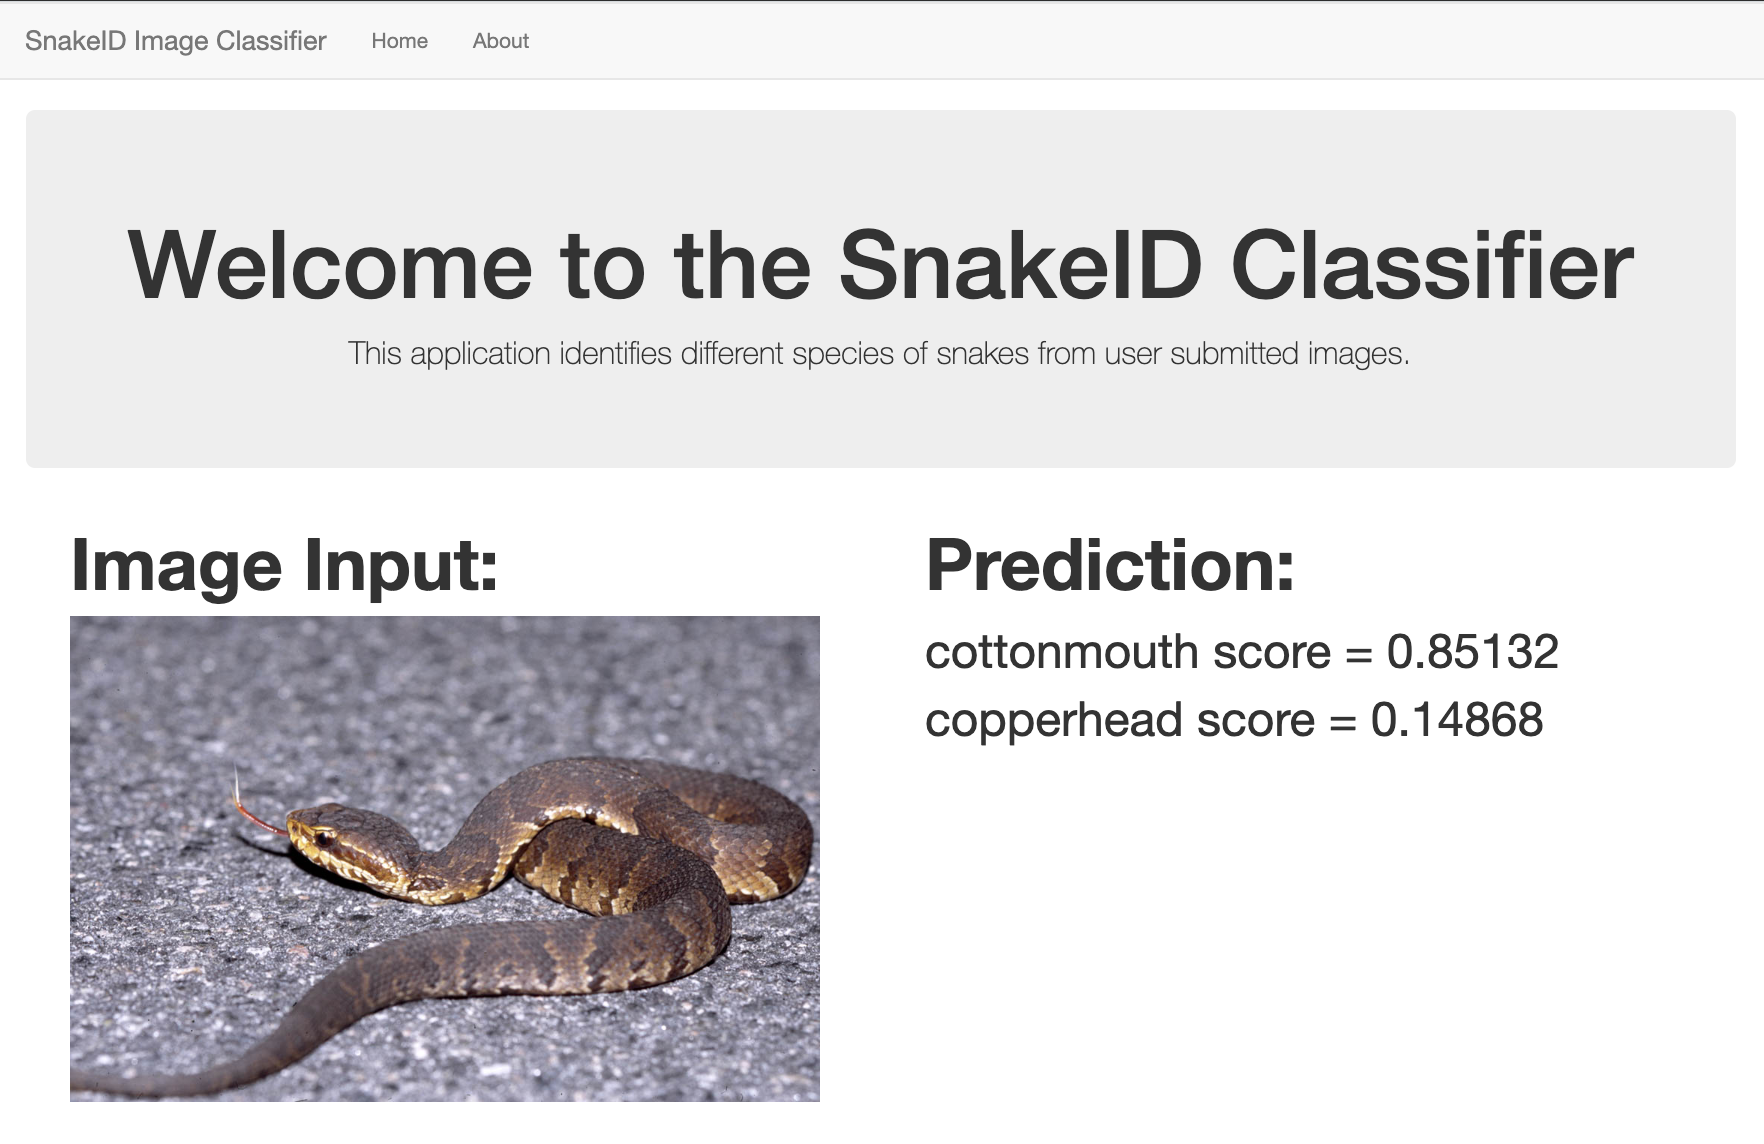 SnakeID Image Classifier Home About
Welcome to the SnakeID Classifier
This application identifies different species of snakes from user submitted images.
Image Input:
Prediction:
cottonmouth score = 0.85132
copperhead score = 0.14868